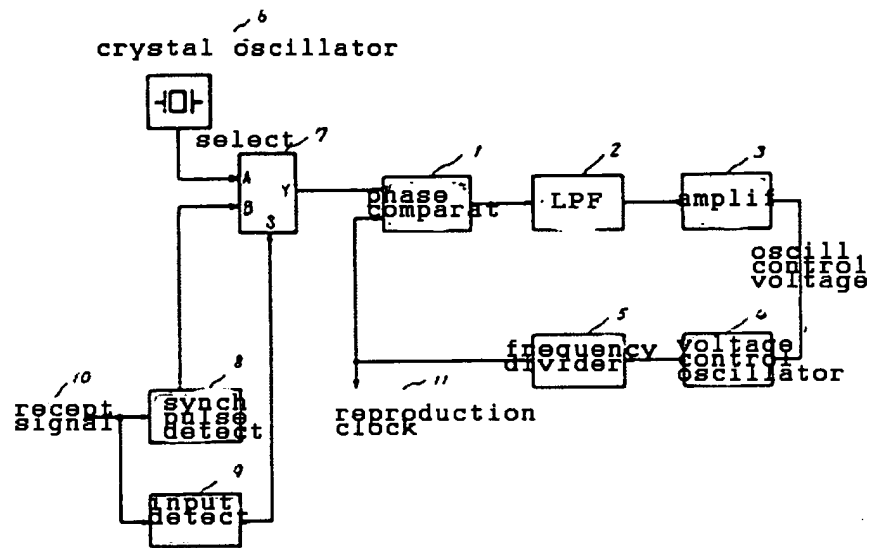 6
crystal oscillator
select 7
A
B
Y
S
1
phase
comparat
2
LPF
3
amplif
oscill
control
voltage
4
voltage
control
oscillator
5
frequency
divider
11
reproduction
clock
10
recept
signal
8
synch
pulse
detect
9
input
detect